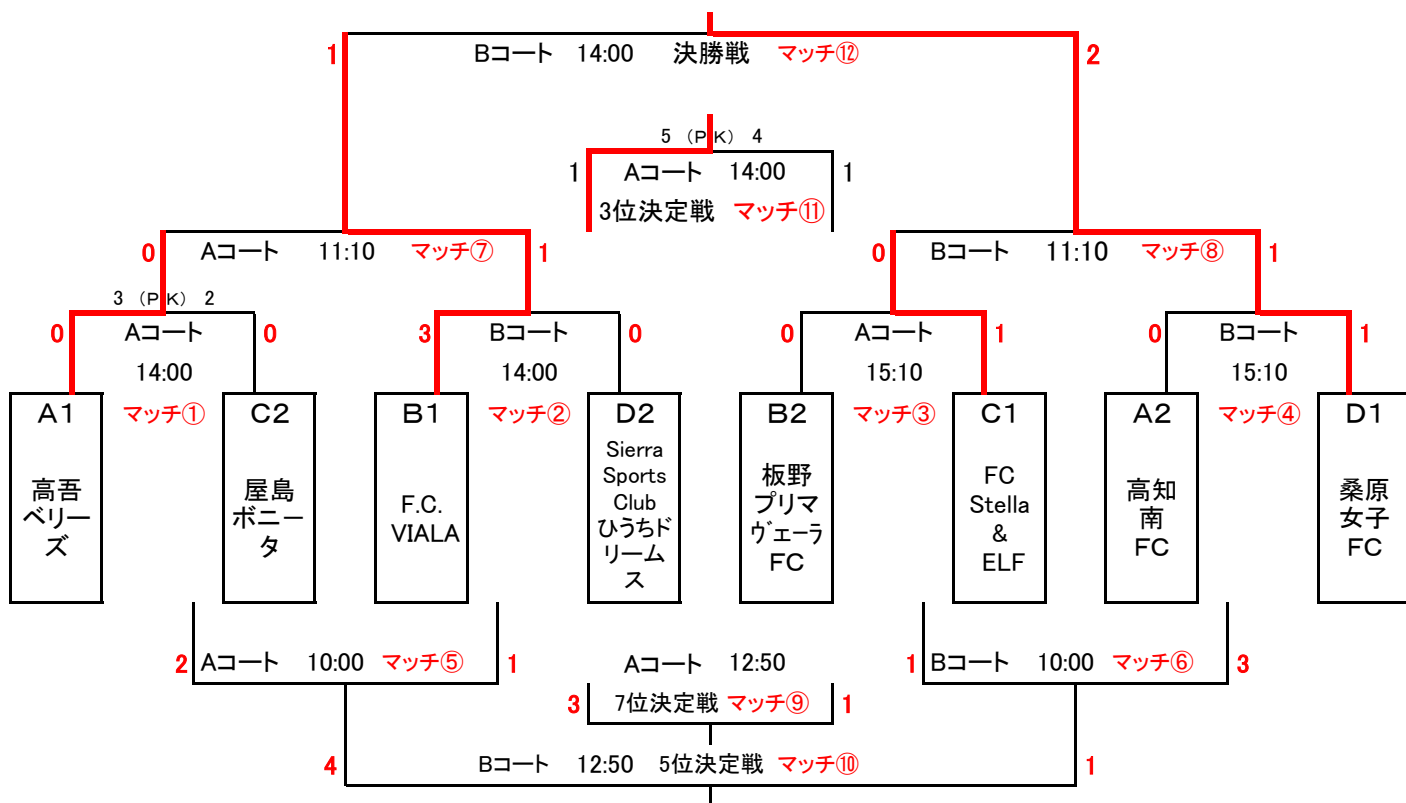 1 Bコート 14:00 決勝戦 マッチ⑫ 2
5 (PK) 4
1 Aコート 14:00 1
3位決定戦 マッチ⑪
0 Aコート 11:10 マッチ⑦ 1 0 Bコート 11:10 マッチ⑧ 1
3 (PK) 2
0 Aコート 0 3 Bコート 0 0 Aコート 1 0 Bコート 1
14:00 14:00 15:10 15:10
A1 マッチ① C2 B1 マッチ② D2 B2 マッチ③ C1 A2 マッチ④ D1
高吾
ベリー
ズ
屋島
ボニー
タ
F.C.
VIALA
Sierra
Sports
Club
ひうちド
リーム
ス
板野
プリマ
ヴェーラ
FC
FC
Stella
&
ELF
高知
南
FC
桑原
女子
FC
2 Aコート 10:00 マッチ⑤ 1 Aコート 12:50 1 Bコート 10:00 マッチ⑥ 3
3 7位決定戦 マッチ⑨ 1
4 Bコート 12:50 5位決定戦 マッチ⑩ 1